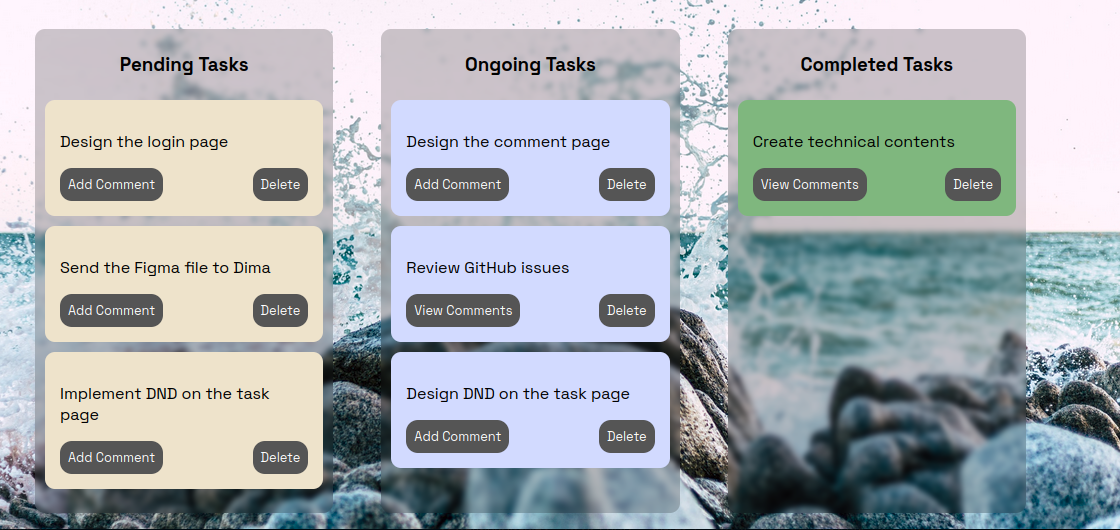 Pending Tasks
Design the login page
Add Comment
Delete
Send the Figma file to Dima
Add Comment
Delete
Implement DND on the task
page
Add Comment
Delete
Ongoing Tasks
Design the comment page
Add Comment
Delete
Review GitHub issues
View Comments
Delete
Design DND on the task page
Add Comment
Delete
Completed Tasks
Create technical contents
View Comments
Delete